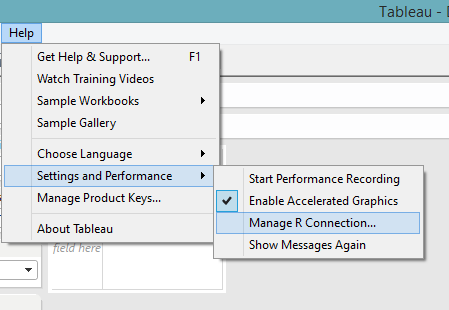 Tableau - 
Help
Get Help & Support... F1
Watch Training Videos
Sample Workbooks
Sample Gallery
Choose Language
Settings and Performance
Manage Product Keys...
About Tableau
Start Performance Recording
Enable Accelerated Graphics
Manage R Connection...
Show Messages Again
field here